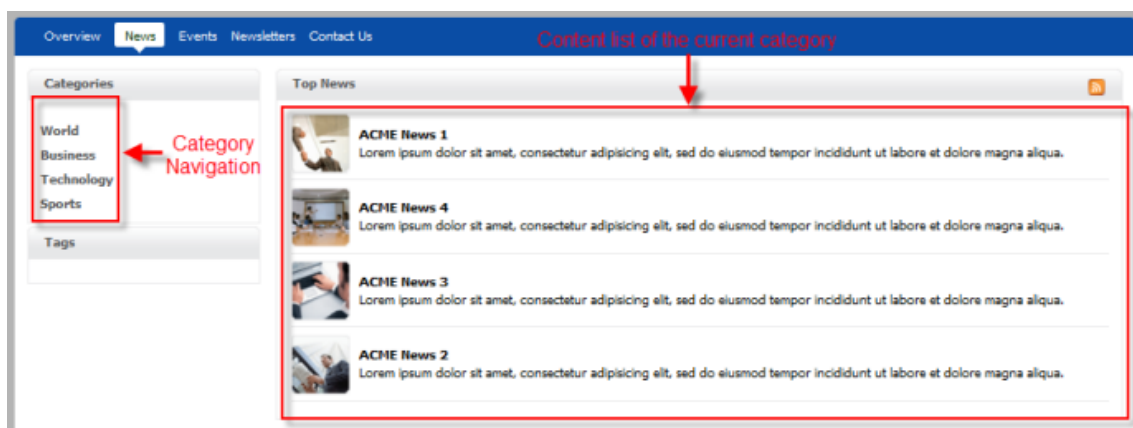 Overview News Events Newsletters Contact Us
Content list of the current category
Categories
World
Business
Technology
Sports
Category
Navigation
Tags
Top News
ACME News 1
Lorem ipsum dolor sit amet, consectetur adipisicing elit, sed do eiusmod tempor incididunt ut labore et dolore magna aliqua.
ACME News 4
Lorem ipsum dolor sit amet, consectetur adipisicing elit, sed do eiusmod tempor incididunt ut labore et dolore magna aliqua.
ACME News 3
Lorem ipsum dolor sit amet, consectetur adipisicing elit, sed do eiusmod tempor incididunt ut labore et dolore magna aliqua.
ACME News 2
Lorem ipsum dolor sit amet, consectetur adipisicing elit, sed do eiusmod tempor incididunt ut labore et dolore magna aliqua.